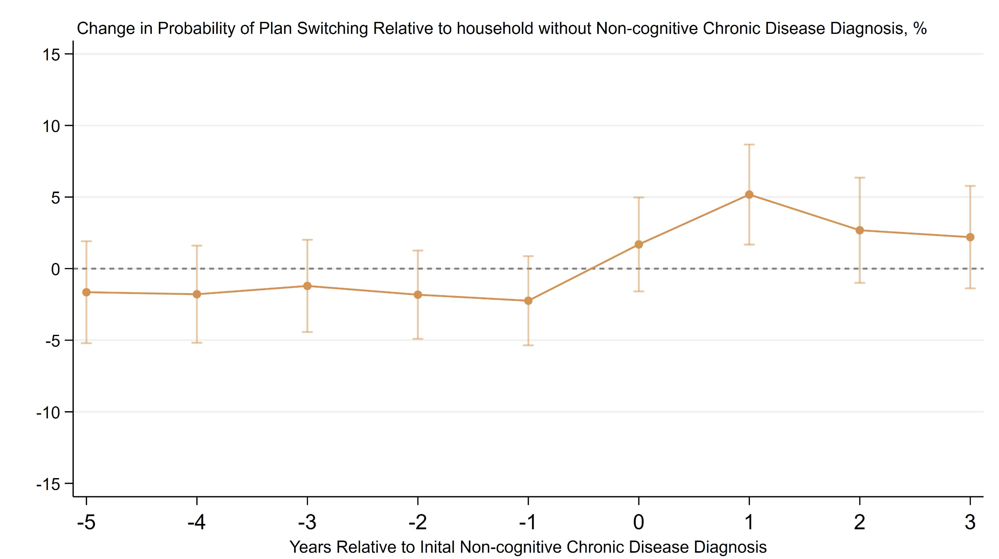 Change in Probability of Plan Switching Relative to household without Non-cognitive Chronic Disease Diagnosis, %
15
10
5
0
-5
-10
-15
-5 -4 -3 -2 -1 0 1 2 3
Years Relative to Inital Non-cognitive Chronic Disease Diagnosis